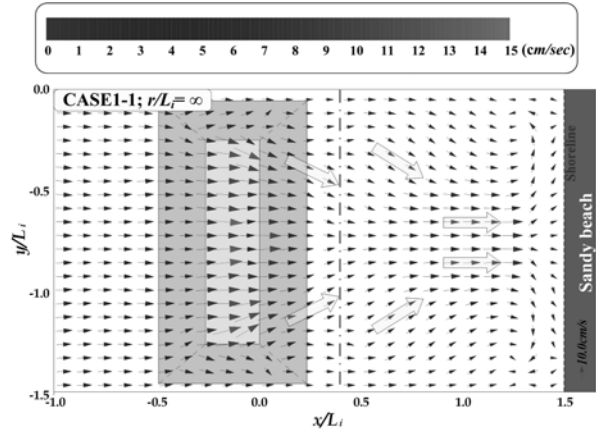 0 1 2 3 4 5 6 7 8 9 10 11 12 13 14 15 (cm/sec)
CASE1-1; r/Li= ∞
0.0
-0.5
-1.0
-1.5
y/Li
-1.0 -0.5 0.0 0.5 1.0 1.5
x/Li
Shoreline
Sandy beach
10.0cm/s